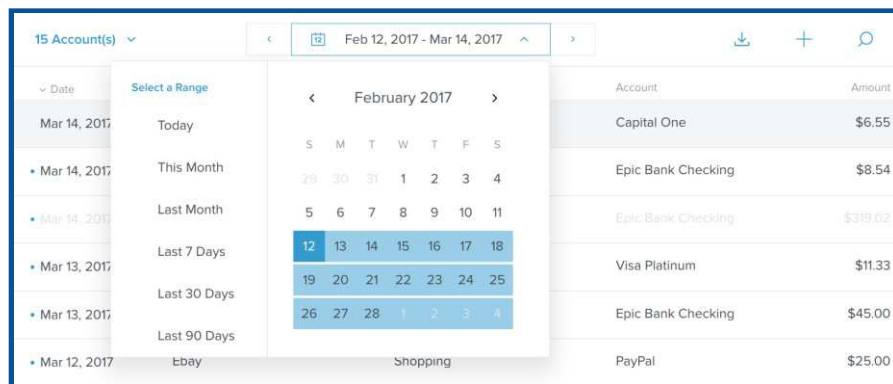 15 Account(s)
12
Feb 12, 2017 - Mar 14, 2017
Date
Select a Range
February 2017
Account
Amount
Mar 14, 2017
Today
Capital One
$6.55
S M T W T F S
Mar 14, 2017
This Month
29 30 31 1 2 3 4
Epic Bank Checking
$8.54
Mar 14, 2017
Last Month
5 6 7 8 9 10 11
Epic Bank Checking
$319.02
Last 7 Days
12 13 14 15 16 17 18
Mar 13, 2017
Visa Platinum
$11.33
19 20 21 22 23 24 25
Last 30 Days
Mar 13, 2017
26 27 28 1 2 3 4
Epic Bank Checking
$45.00
Last 90 Days
Mar 12, 2017
Ebay
Shopping
PayPal
$25.00